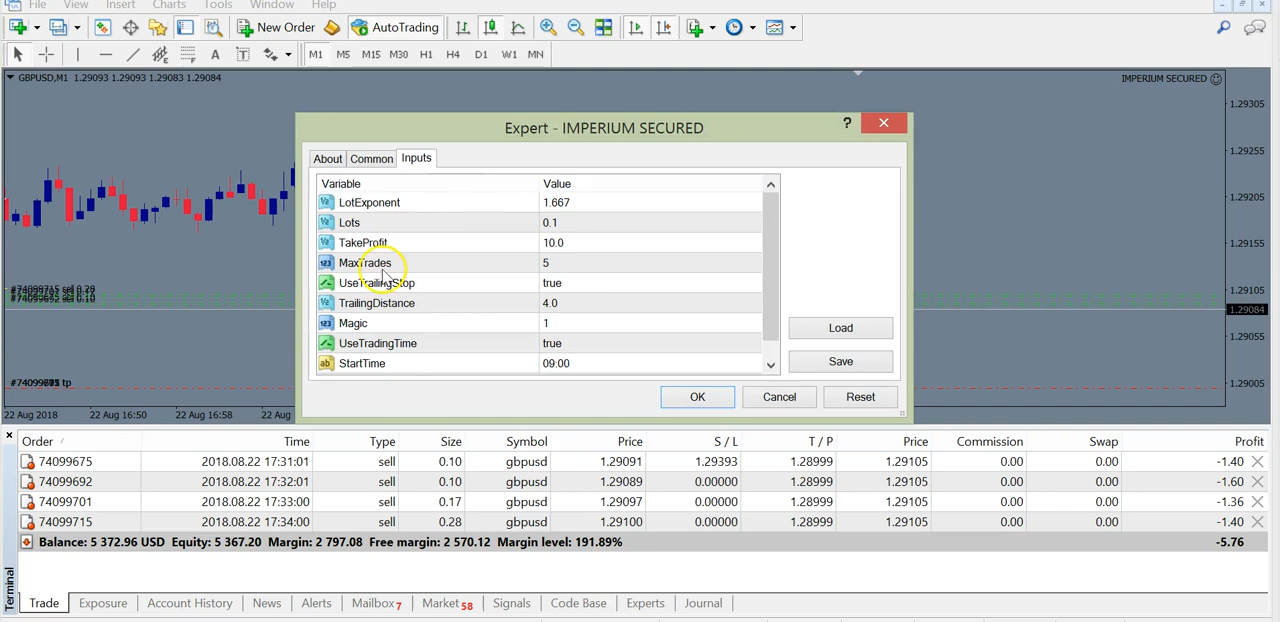 File View Insert Charts Tools Window Help
New Order AutoTrading
A T M1 M5 M15 M30 H1 H4 D1 W1 MN
GBPUSD,M1 1.29093 1.29093 1.29083 1.29084
IMPERIUM SECURED
1.29305
1.29255
1.29205
1.29155
1.29105
1.29084
1.29055
1.29005
22 Aug 2018 22 Aug 16:50 22 Aug 16:58 22 Aug
Expert - IMPERIUM SECURED ?
About Common Inputs
Variable Value
LotExponent 1.667
Lots 0.1
TakeProfit 10.0
MaxTrades 5
UseTrailingStop true
TrailingDistance 4.0
Magic 1
UseTradingTime true
StartTime 09:00
Load
Save
OK Cancel Reset
Order / Time Type Size Symbol Price S / L T / P Price Commission Swap Profit
74099675 2018.08.22 17:31:01 sell 0.10 gbpusd 1.29091 1.29393 1.28999 1.29105 0.00 0.00 -1.40
74099692 2018.08.22 17:32:01 sell 0.10 gbpusd 1.29089 0.00000 1.28999 1.29105 0.00 0.00 -1.60
74099701 2018.08.22 17:33:00 sell 0.17 gbpusd 1.29097 0.00000 1.28999 1.29105 0.00 0.00 -1.36
74099715 2018.08.22 17:34:00 sell 0.28 gbpusd 1.29100 0.00000 1.28999 1.29105 0.00 0.00 -1.40
Balance: 5 372.96 USD Equity: 5 367.20 Margin: 2 797.08 Free margin: 2 570.12 Margin level: 191.89% -5.76
Terminal
Trade Exposure Account History News Alerts Mailbox 7 Market 58 Signals Code Base Experts Journal